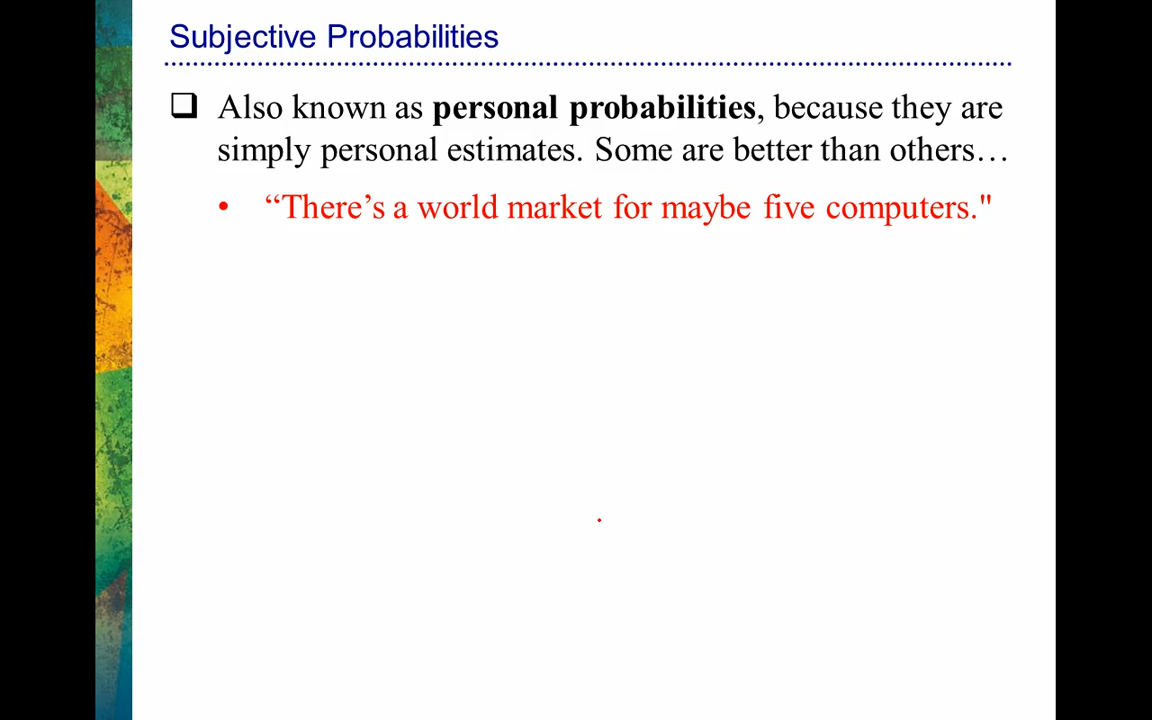 Subjective Probabilities
Also known as personal probabilities, because they are
simply personal estimates. Some are better than others…
• “There’s a world market for maybe five computers."